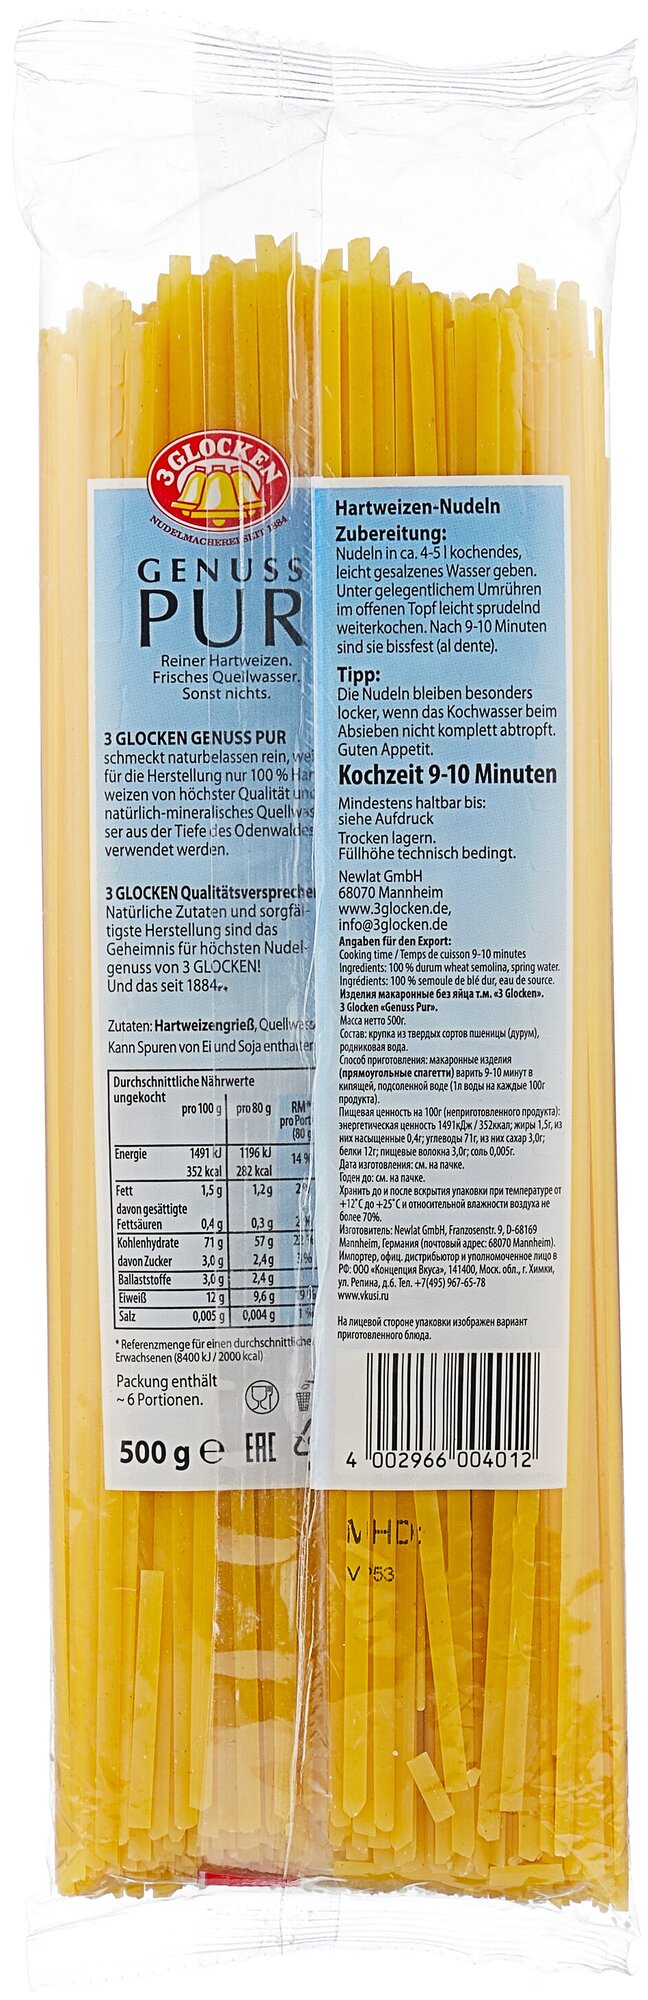 3 GLOCKEN
NUDELMACHEREI SEIT 1884
GENUSS
PUR
Reiner Hartweizen.
Frisches Quellwasser.
Sonst nichts.
3 GLOCKEN GENUSS PUR
schmeckt naturbelassen rein, wei
für die Herstellung nur 100 % Har
weizen von höchster Qualität und
natürlich-mineralisches Quellwas
ser aus der Tiefe des Odenwaldes
verwendet werden.
3 GLOCKEN Qualitätsversprechen
Natürliche Zutaten und sorgfäl-
tigste Herstellung sind das
Geheimnis für höchsten Nudel-
genuss von 3 GLOCKEN!
Und das seit 1884
Zutaten: Hartweizengrieß, Quellwass
Kann Spuren von Ei und Soja enthalten
Durchschnittliche Nährwerte
ungekocht
pro 100 g pro 80 g RM*
pro Port
(80 g
Energie 1491 kJ 1196 kJ 14 %
352 kcal 282 kcal
Fett 1,5 g 1,2 g 2%
davon gesättigte
Fettsäuren 0,4 g 0,3 g 2 %
Kohlenhydrate 71 g 57 g 22%
davon Zucker 3,0 g 2,4 g 3 %
Ballaststoffe 3,0 g 2,4 g
Eiweiß 12 g 9,6 g 19%
Salz 0,005 g 0,004 g 1 %
* Referenzmenge für einen durchschnittliche
Erwachsenen (8400 kJ / 2000 kcal)
Packung enthält
~ 6 Portionen.
500 g ℮ EAC
Hartweizen-Nudeln
Zubereitung:
Nudeln in ca. 4-5 l kochendes,
leicht gesalzenes Wasser geben.
Unter gelegentlichem Umrühren
im offenen Topf leicht sprudelnd
weiterkochen. Nach 9-10 Minuten
sind sie bissfest (al dente).
Tipp:
Die Nudeln bleiben besonders
locker, wenn das Kochwasser beim
Absieben nicht komplett abtropft.
Guten Appetit.
Kochzeit 9-10 Minuten
Mindestens haltbar bis:
siehe Aufdruck
Trocken lagern.
Füllhöhe technisch bedingt.
Newlat GmbH
68070 Mannheim
www.3glocken.de,
info@3glocken.de
Angaben für den Export:
Cooking time / Temps de cuisson 9-10 minutes
Ingredients: 100 % durum wheat semolina, spring water.
Ingrédients: 100 % semoule de blé dur, eau de source.
Изделия макаронные без яйца т.м. «3 Glocken».
3 Glocken «Genuss Pur».
Масса нетто 500г.
Состав: крупка из твердых сортов пшеницы (дурум),
родниковая вода.
Способ приготовления: макаронные изделия
(прямоугольные спагетти) варить 9-10 минут в
кипящей, подсоленной воде (1л воды на каждые 100г
продукта).
Пищевая ценность на 100г (неприготовленного продукта):
энергетическая ценность 1491кДж / 352ккал; жиры 1,5г, из
них насыщенные 0,4г; углеводы 71г, из них сахар 3,0г;
белки 12г; пищевые волокна 3,0г; соль 0,005г.
Дата изготовления: см. на пачке.
Годен до: см. на пачке.
Хранить до и после вскрытия упаковки при температуре от
+12˚C до +25˚C и относительной влажности воздуха не
более 70%.
Изготовитель: Newlat GmbH, Franzosenstr. 9, D-68169
Mannheim, Германия (почтовый адрес: 68070 Mannheim).
Импортер, офиц. дистрибьютор и уполномоченное лицо в
РФ: ООО «Концепция Вкуса», 141400, Моск. обл., г. Химки,
ул. Репина, д.6. Тел. +7(495) 967-65-78
www.vkusi.ru
На лицевой стороне упаковки изображен вариант
приготовленного блюда.
4 002966 004012
MHD: